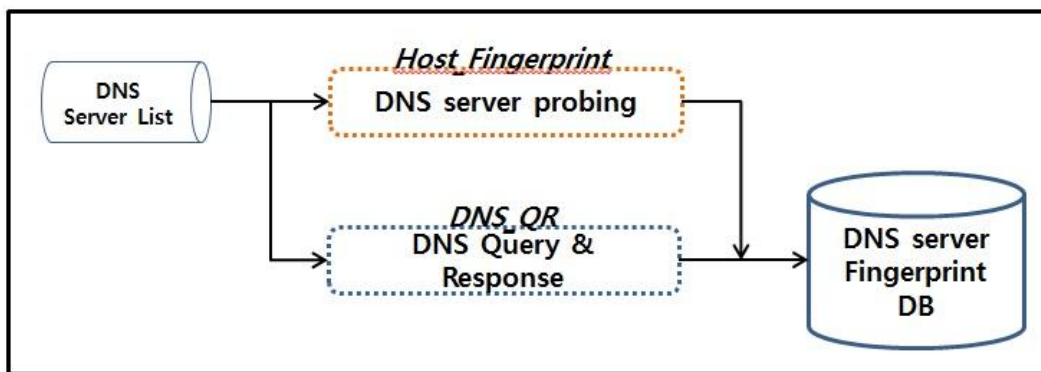 DNS
Server List
Host_Fingerprint
DNS server probing
DNS_QR
DNS Query &
Response
DNS server
Fingerprint
DB